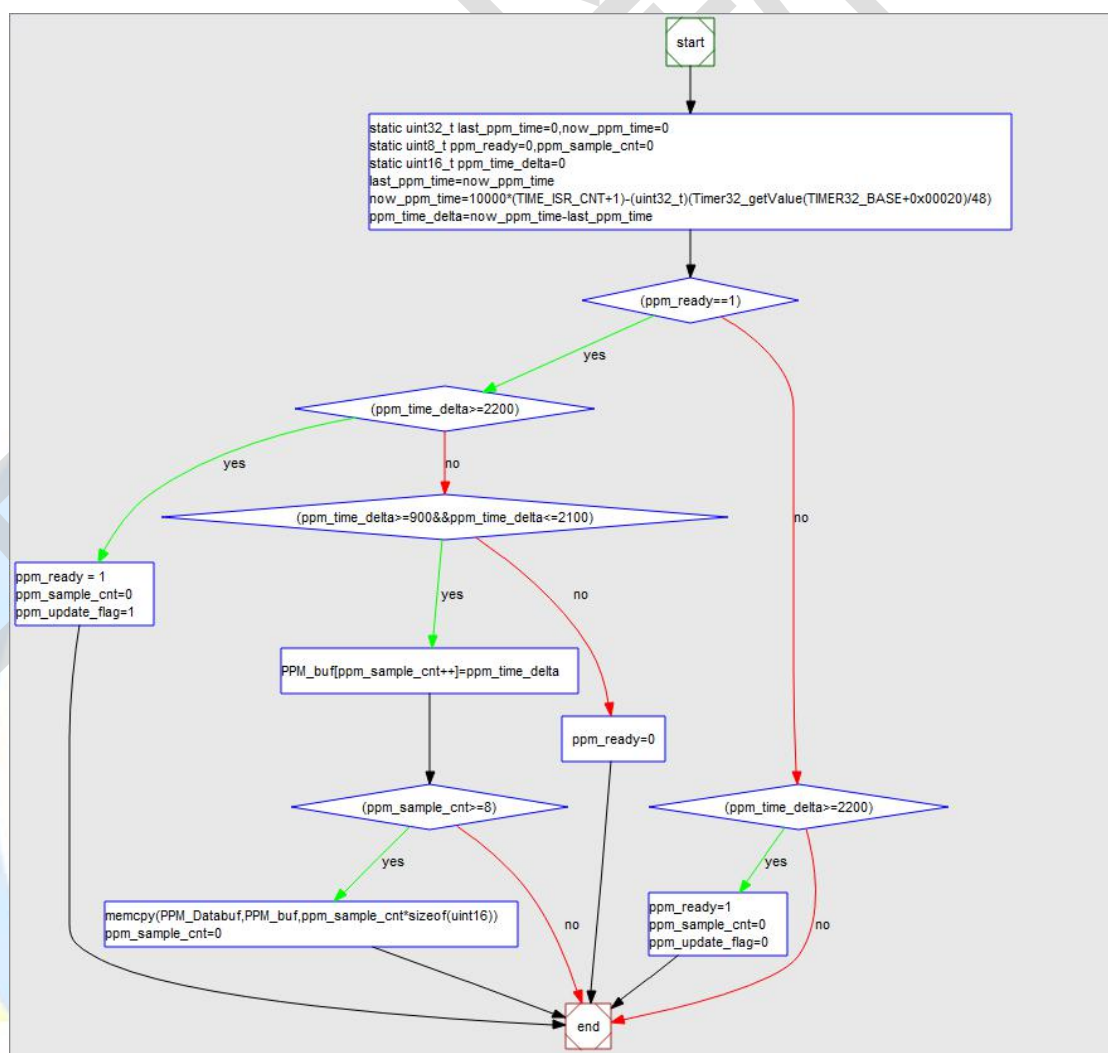 start
static uint32_t last_ppm_time=0,now_ppm_time=0
static uint8_t ppm_ready=0,ppm_sample_cnt=0
static uint16_t ppm_time_delta=0
last_ppm_time=now_ppm_time
now_ppm_time=10000*(TIME_ISR_CNT+1)-(uint32_t)(Timer32_getValue(TIMER32_BASE+0x00020)/48)
ppm_time_delta=now_ppm_time-last_ppm_time
(ppm_ready==1)
yes
(ppm_time_delta>=2200)
yes
no
(ppm_time_delta>=900&&ppm_time_delta<=2100)
no
ppm_ready = 1
ppm_sample_cnt=0
ppm_update_flag=1
yes
no
PPM_buf[ppm_sample_cnt++]=ppm_time_delta
ppm_ready=0
(ppm_sample_cnt>=8)
(ppm_time_delta>=2200)
yes
yes
memcpy(PPM_Databuf,PPM_buf,ppm_sample_cnt*sizeof(uint16))
ppm_sample_cnt=0
no
ppm_ready=1
ppm_sample_cnt=0
ppm_update_flag=0
no
end